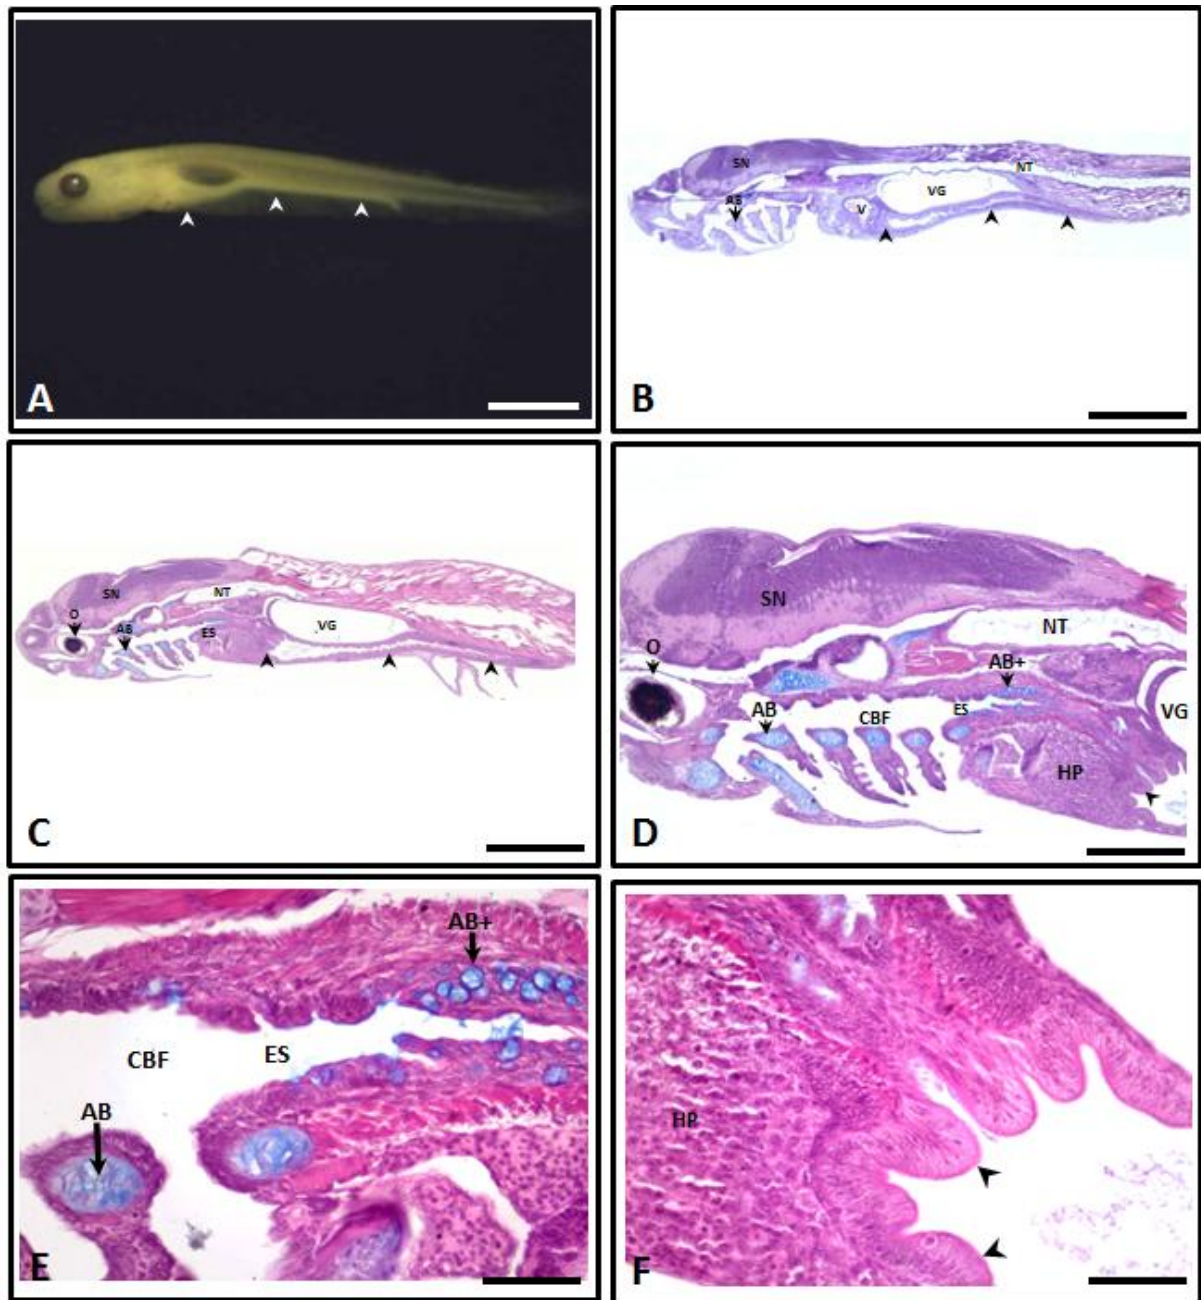 A
SN
NT
AB
VG
V
B
SN
NT
O
AB
ES
VG
C
SN
NT
O
AB+
AB
CBF
ES
VG
HP
D
AB+
CBF
ES
AB
E
HP
F